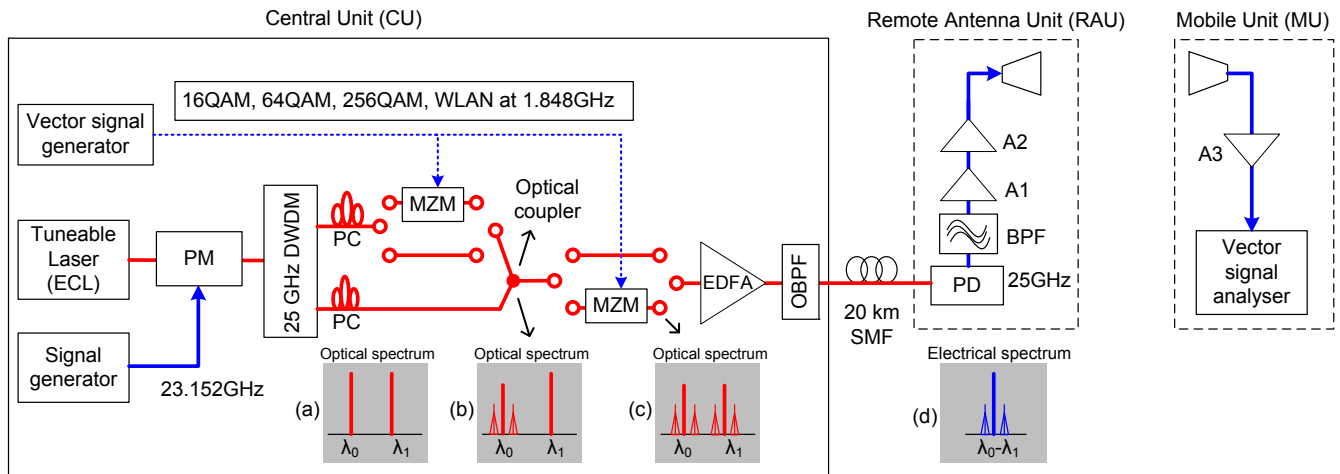 Central Unit (CU)
Remote Antenna Unit (RAU)
Mobile Unit (MU)
16QAM, 64QAM, 256QAM, WLAN at 1.848GHz
Vector signal
generator
Tuneable
Laser
(ECL)
PM
Signal
generator
23.152GHz
25 GHz DWDM
PC
PC
MZM
Optical
coupler
MZM
EDFA
OBPF
20 km
SMF
A2
A1
BPF
PD
25GHz
A3
Vector
signal
analyser
Optical spectrum
(a)
λ0
λ1
Optical spectrum
(b)
λ0
λ1
Optical spectrum
(c)
λ0
λ1
Electrical spectrum
(d)
λ0-λ1